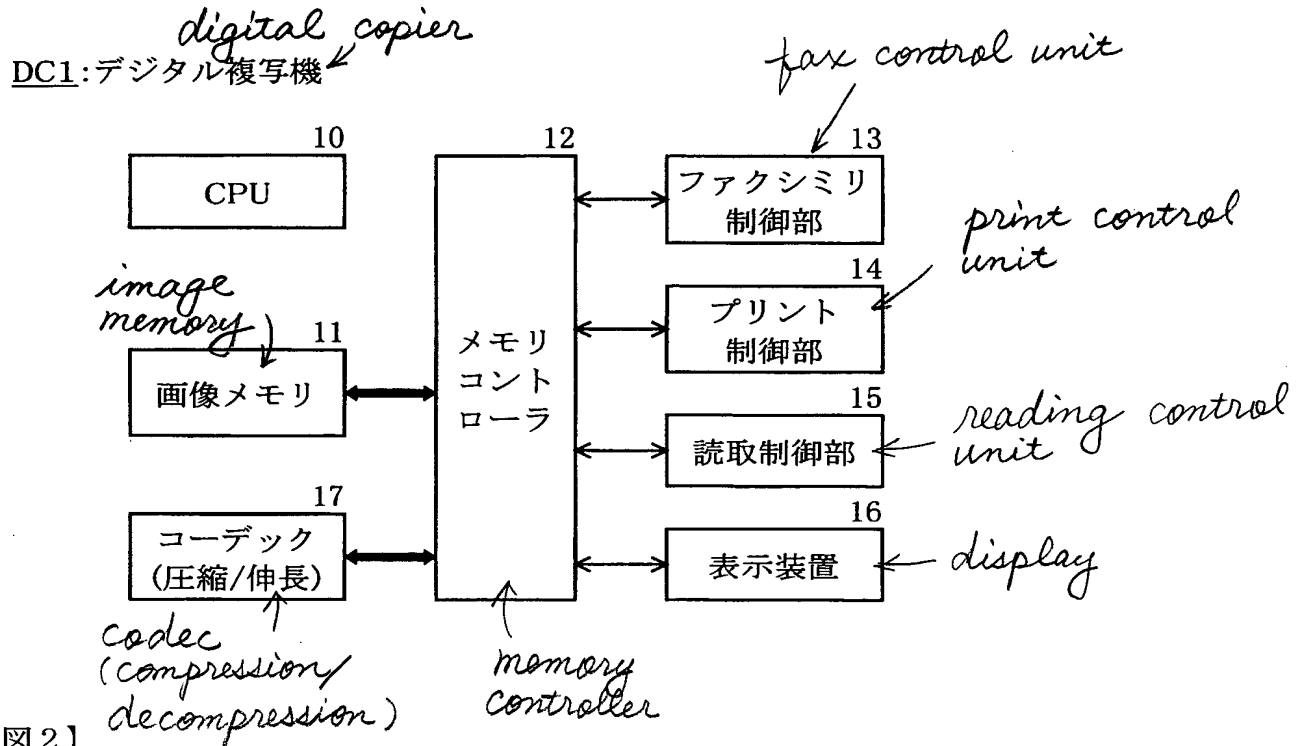 digital copier
DC1:デジタル複写機
fax control unit
10
CPU
12
メモリ
コント
ローラ
13
ファクシミリ
制御部
print control
unit
14
プリント
制御部
image
memory
11
画像メモリ
15
読取制御部
reading control
unit
17
コーデック
(圧縮/伸長)
16
表示装置
display
codec
(compression/
decompression)
memory
controller
図2】